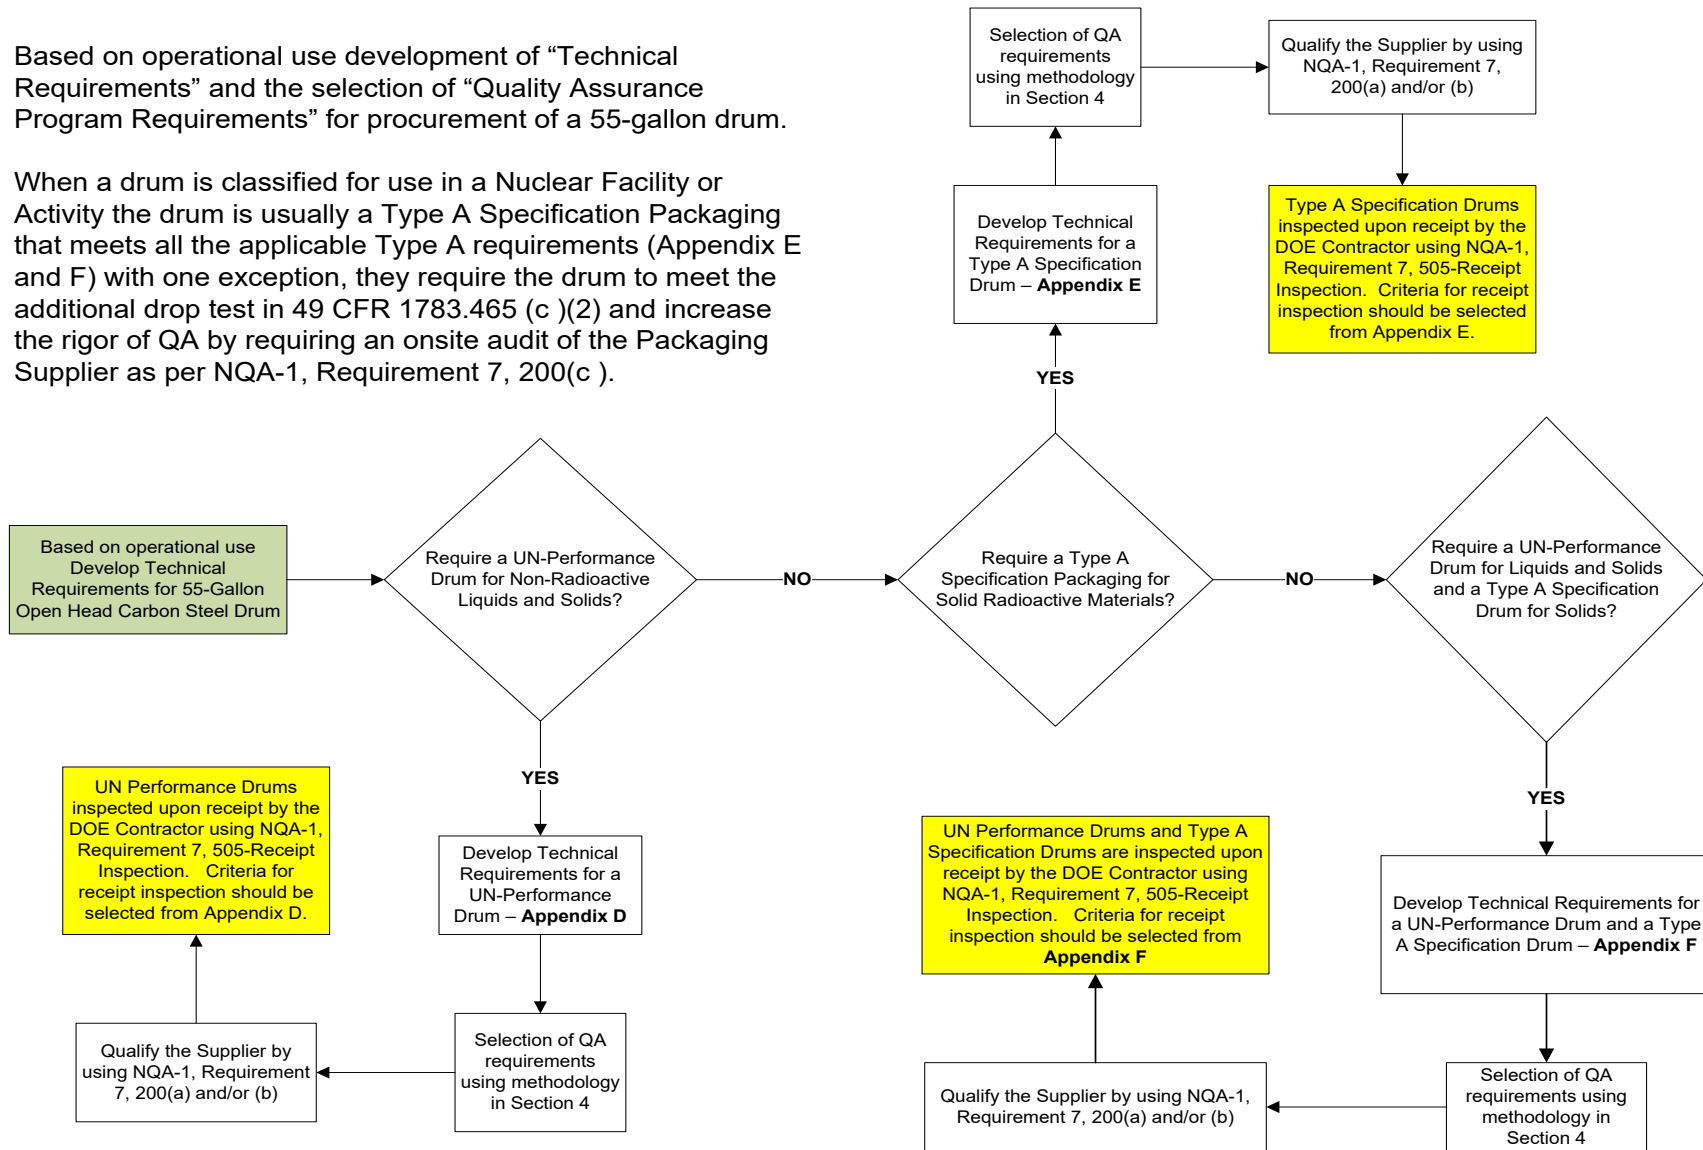 Based on operational use development of “Technical
Requirements” and the selection of “Quality Assurance
Program Requirements” for procurement of a 55-gallon drum.
When a drum is classified for use in a Nuclear Facility or
Activity the drum is usually a Type A Specification Packaging
that meets all the applicable Type A requirements (Appendix E
and F) with one exception, they require the drum to meet the
additional drop test in 49 CFR 1783.465 (c )(2) and increase
the rigor of QA by requiring an onsite audit of the Packaging
Supplier as per NQA-1, Requirement 7, 200(c ).
Selection of QA
requirements
using methodology
in Section 4
Qualify the Supplier by using
NQA-1, Requirement 7,
200(a) and/or (b)
Develop Technical
Requirements for a
Type A Specification
Drum – Appendix E
Type A Specification Drums
inspected upon receipt by the
DOE Contractor using NQA-1,
Requirement 7, 505-Receipt
Inspection. Criteria for receipt
inspection should be selected
from Appendix E.
YES
Based on operational use
Develop Technical
Requirements for 55-Gallon
Open Head Carbon Steel Drum
Require a UN-Performance
Drum for Non-Radioactive
Liquids and Solids?
NO
Require a Type A
Specification Packaging for
Solid Radioactive Materials?
NO
Require a UN-Performance
Drum for Liquids and Solids
and a Type A Specification
Drum for Solids?
YES
YES
UN Performance Drums
inspected upon receipt by the
DOE Contractor using NQA-1,
Requirement 7, 505-Receipt
Inspection. Criteria for
receipt inspection should be
selected from Appendix D.
Develop Technical
Requirements for a
UN-Performance
Drum – Appendix D
UN Performance Drums and Type A
Specification Drums are inspected upon
receipt by the DOE Contractor using
NQA-1, Requirement 7, 505-Receipt
Inspection. Criteria for receipt
inspection should be selected from
Appendix F
Develop Technical Requirements for
a UN-Performance Drum and a Type
A Specification Drum – Appendix F
Qualify the Supplier by
using NQA-1, Requirement
7, 200(a) and/or (b)
Selection of QA
requirements
using methodology
in Section 4
Qualify the Supplier by using NQA-1,
Requirement 7, 200(a) and/or (b)
Selection of QA
requirements using
methodology in
Section 4